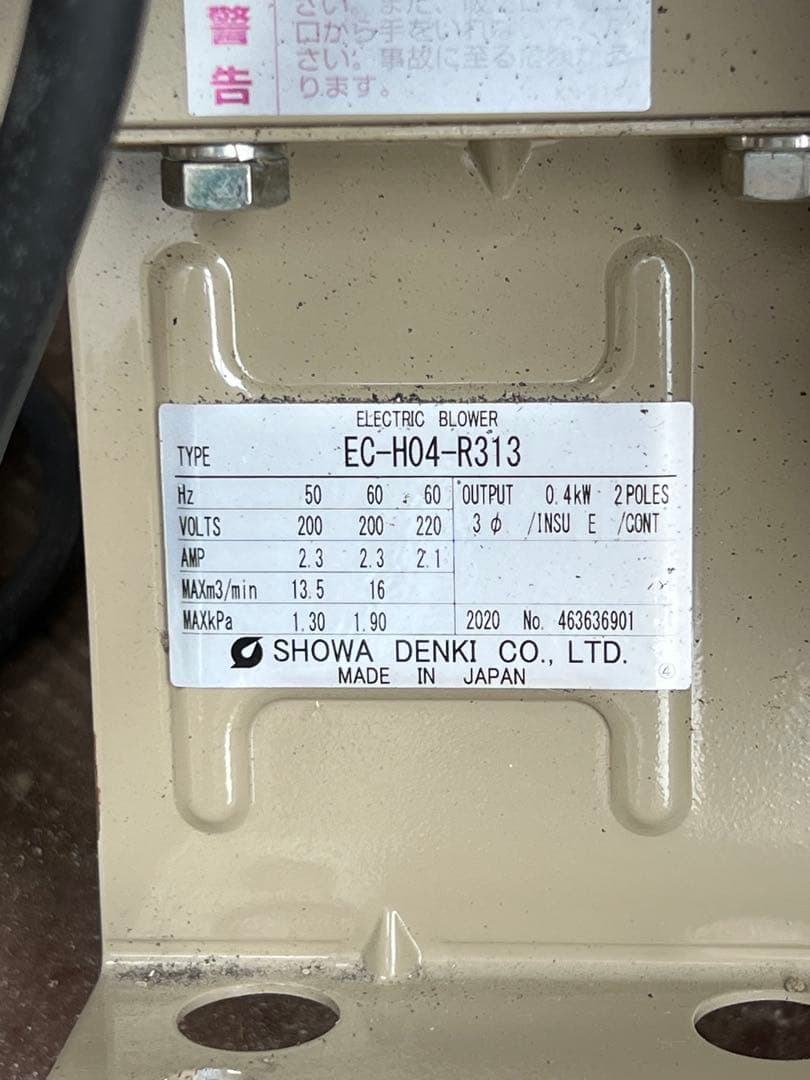 警告
さい。また、
口から手をいれ
さい。事故に至る危険が
ります。
ELECTRIC BLOWER
TYPE EC-H04-R313
Hz 50 60 60 OUTPUT 0.4kW 2POLES
VOLTS 200 200 220 3φ /INSU E /CONT
AMP 2.3 2.3 2.1
MAXm3/min 13.5 16
MAXkPa 1.30 1.90 2020 No. 463636901
SHOWA DENKI CO., LTD.
MADE IN JAPAN ④